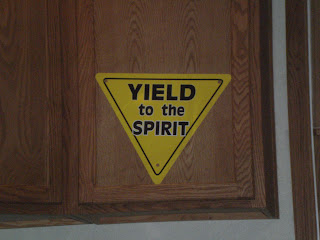 YIELD
to the
SPIRIT